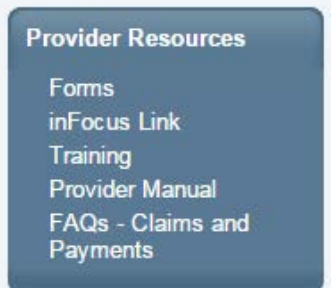 Provider Resources
Forms
inFocus Link
Training
Provider Manual
FAQs - Claims and
Payments